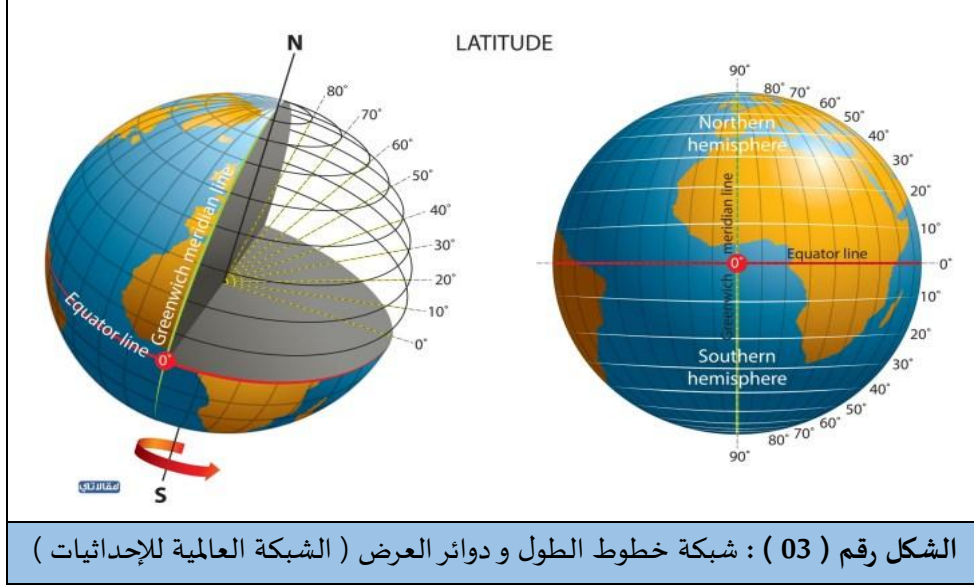 LATITUDE
N
80°
70°
60°
50°
40°
30°
20°
10°
0°
Greenwich meridian line
Equator line
0°
S
مقالاتي
90°
80° 70° 60° 50° 40° 30° 20° 10°
Northern
hemisphere
Greenwich meridian line
0°
Equator line
0°
Southern
hemisphere
10°
20°
30°
40°
50°
60°
70°
80°
90°
الشكل رقم ( 03 ) : شبكة خطوط الطول و دوائر العرض ( الشبكة العالمية للإحداثيات )